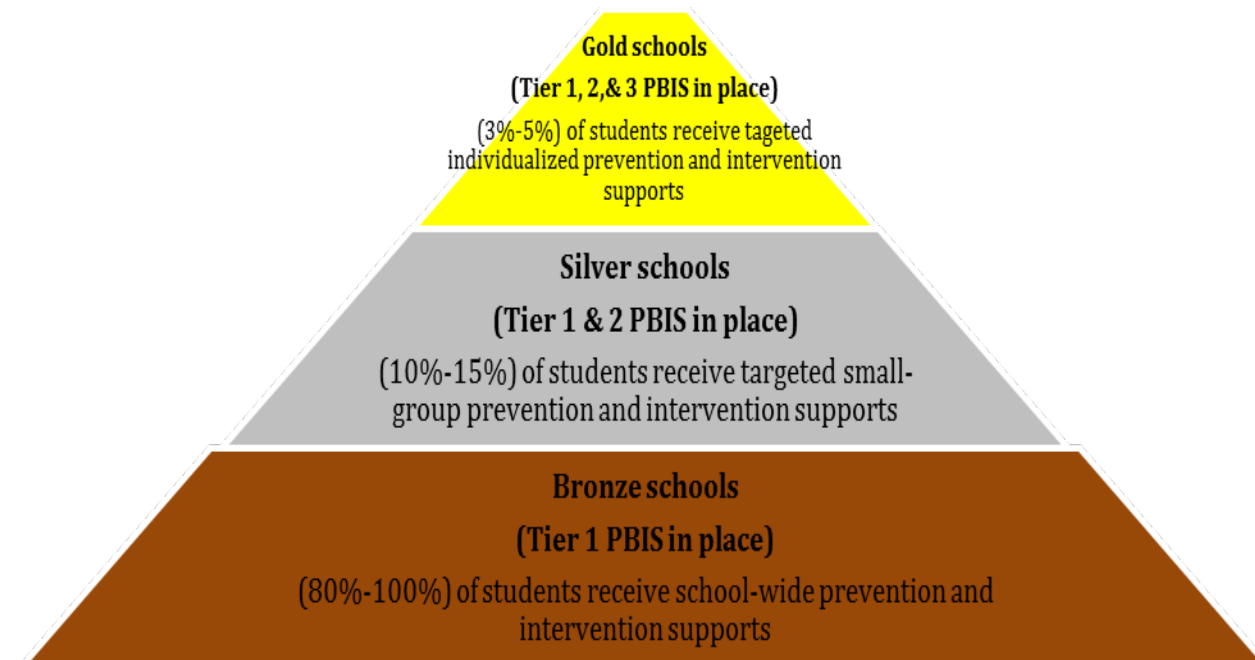 Gold schools
(Tier 1, 2,& 3 PBIS in place)
(3%-5%) of students receive tageted
individualized prevention and intervention
supports
Silver schools
(Tier 1 & 2 PBIS in place)
(10%-15%) of students receive targeted small-
group prevention and intervention supports
Bronze schools
(Tier 1 PBIS in place)
(80%-100%) of students receive school-wide prevention and
intervention supports